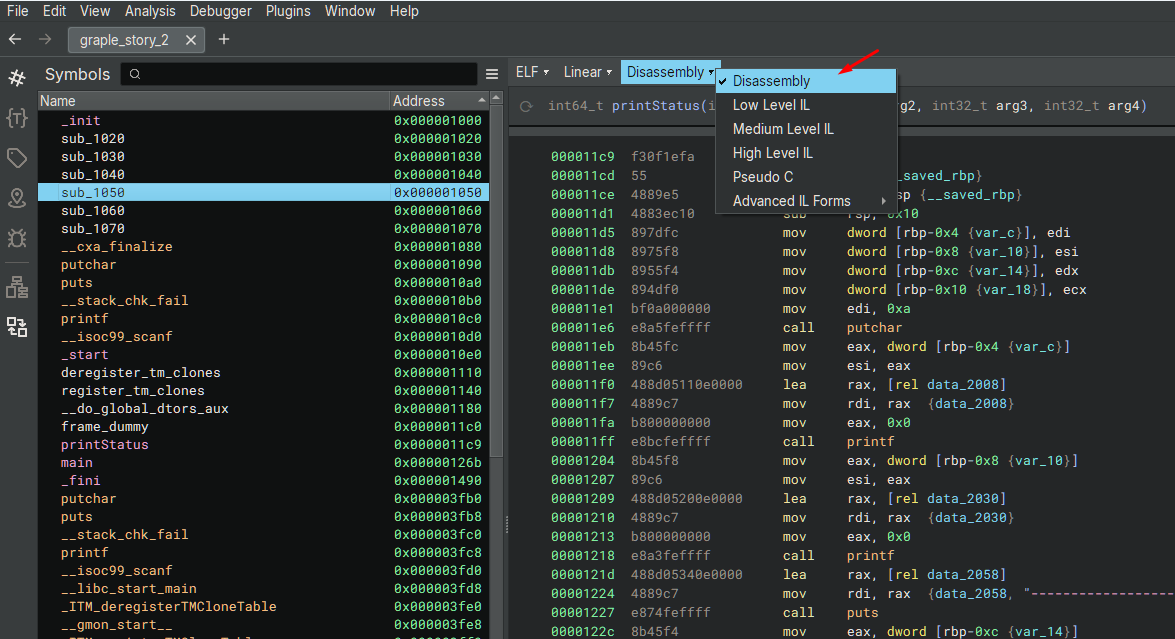 File Edit View Analysis Debugger Plugins Window Help
graple_story_2
Symbols
Name Address
_init 0x000001000
sub_1020 0x000001020
sub_1030 0x000001030
sub_1040 0x000001040
sub_1050 0x000001050
sub_1060 0x000001060
sub_1070 0x000001070
__cxa_finalize 0x000001080
putchar 0x000001090
puts 0x0000010a0
__stack_chk_fail 0x0000010b0
printf 0x0000010c0
__isoc99_scanf 0x0000010d0
_start 0x0000010e0
deregister_tm_clones 0x000001110
register_tm_clones 0x000001140
__do_global_dtors_aux 0x000001180
frame_dummy 0x0000011c0
printStatus 0x0000011c9
main 0x00000126b
_fini 0x000001490
putchar 0x000003fb0
puts 0x000003fb8
__stack_chk_fail 0x000003fc0
printf 0x000003fc8
__isoc99_scanf 0x000003fd0
__libc_start_main 0x000003fd8
_ITM_deregisterTMCloneTable 0x000003fe0
__gmon_start__ 0x000003fe8
ELF Linear Disassembly
Disassembly
Low Level IL
Medium Level IL
High Level IL
Pseudo C
Advanced IL Forms
int64_t printStatus(i rg2, int32_t arg3, int32_t arg4)
000011c9 f30f1efa
000011cd 55 _saved_rbp}
000011ce 4889e5 sp {__saved_rbp}
000011d1 4883ec10 sub rsp, 0x10
000011d5 897dfc mov dword [rbp-0x4 {var_c}], edi
000011d8 8975f8 mov dword [rbp-0x8 {var_10}], esi
000011db 8955f4 mov dword [rbp-0xc {var_14}], edx
000011de 894df0 mov dword [rbp-0x10 {var_18}], ecx
000011e1 bf0a000000 mov edi, 0xa
000011e6 e8a5feffff call putchar
000011eb 8b45fc mov eax, dword [rbp-0x4 {var_c}]
000011ee 89c6 mov esi, eax
000011f0 488d05110e0000 lea rax, [rel data_2008]
000011f7 4889c7 mov rdi, rax {data_2008}
000011fa b800000000 mov eax, 0x0
000011ff e8bcfeffff call printf
00001204 8b45f8 mov eax, dword [rbp-0x8 {var_10}]
00001207 89c6 mov esi, eax
00001209 488d05200e0000 lea rax, [rel data_2030]
00001210 4889c7 mov rdi, rax {data_2030}
00001213 b800000000 mov eax, 0x0
00001218 e8a3feffff call printf
0000121d 488d05340e0000 lea rax, [rel data_2058]
00001224 4889c7 mov rdi, rax {data_2058, "------------------
00001227 e874feffff call puts
0000122c 8b45f4 mov eax, dword [rbp-0xc {var_14}]